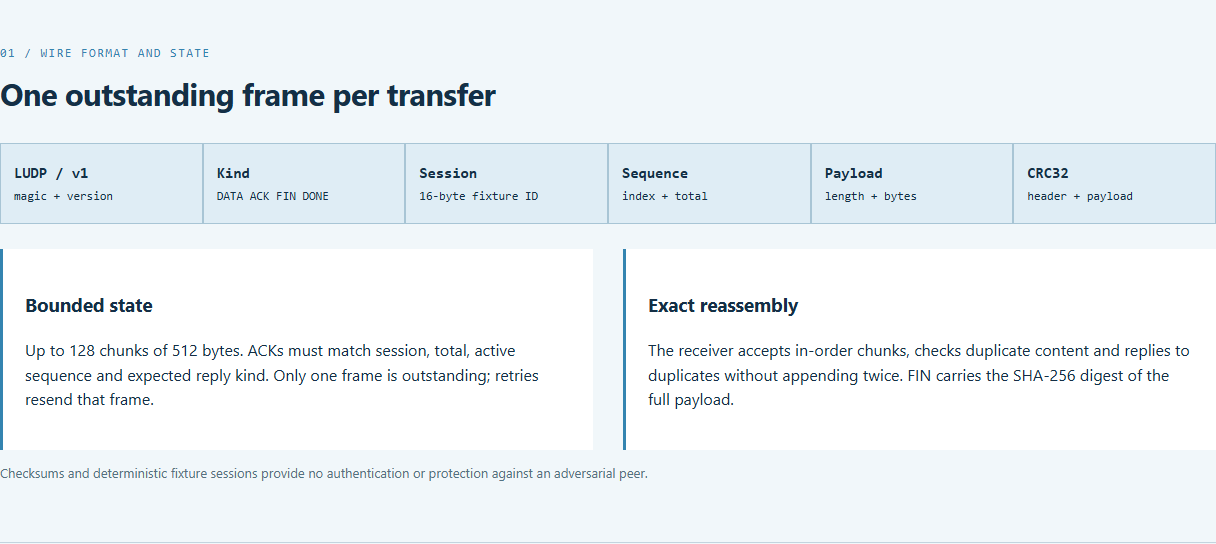 01 / WIRE FORMAT AND STATE
One outstanding frame per transfer
LUDP / v1
magic + version
Kind
DATA ACK FIN DONE
Session
16-byte fixture ID
Sequence
index + total
Payload
length + bytes
CRC32
header + payload
Bounded state
Up to 128 chunks of 512 bytes. ACKs must match session, total, active
sequence and expected reply kind. Only one frame is outstanding; retries
resend that frame.
Exact reassembly
The receiver accepts in-order chunks, checks duplicate content and replies to
duplicates without appending twice. FIN carries the SHA-256 digest of the
full payload.
Checksums and deterministic fixture sessions provide no authentication or protection against an adversarial peer.